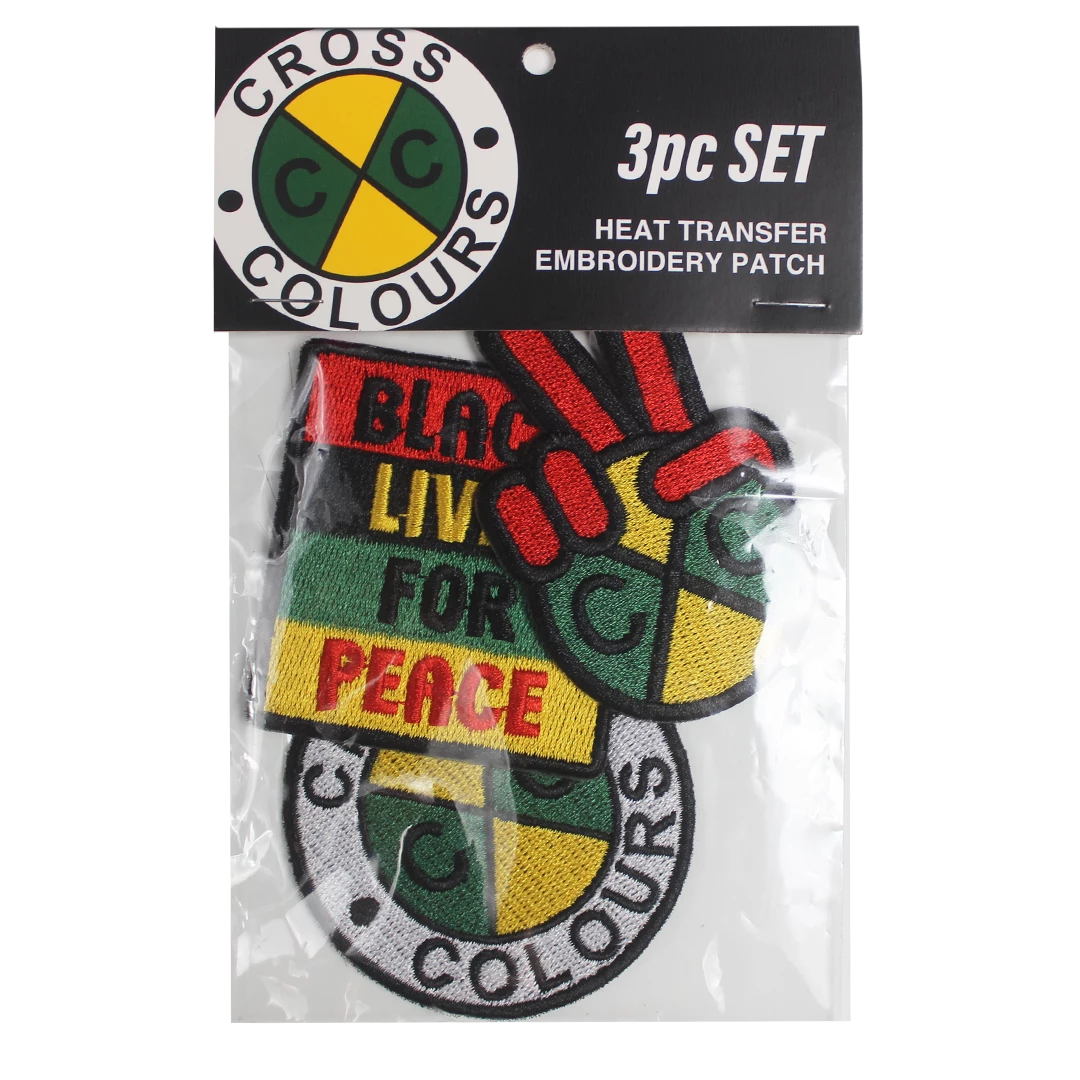 CROSS
C C
COLOURS
3pc SET
HEAT TRANSFER
EMBROIDERY PATCH
BLAC
LIV
FOR
PEACE
C C
C C
COLOURS